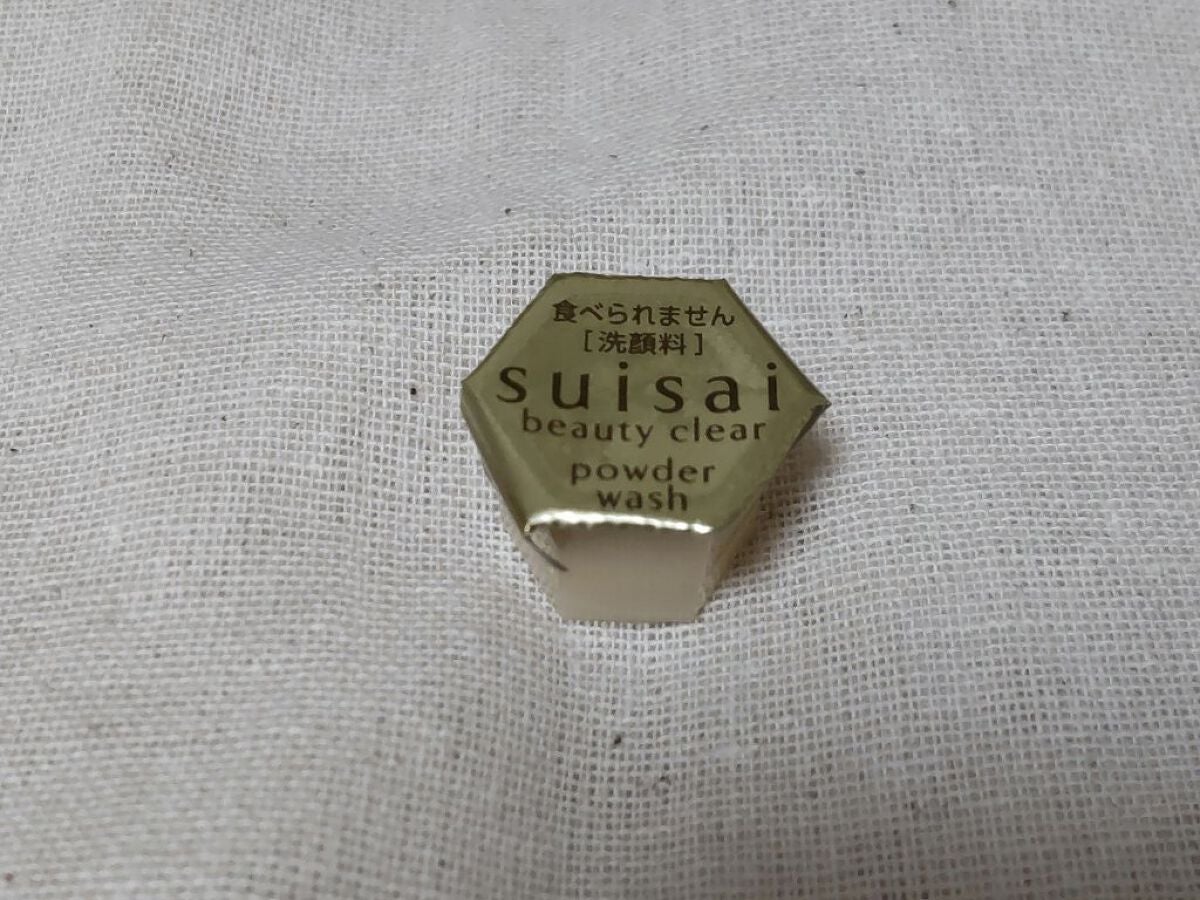 食べられません
[洗顔料]
suisai
beauty clear
powder
wash